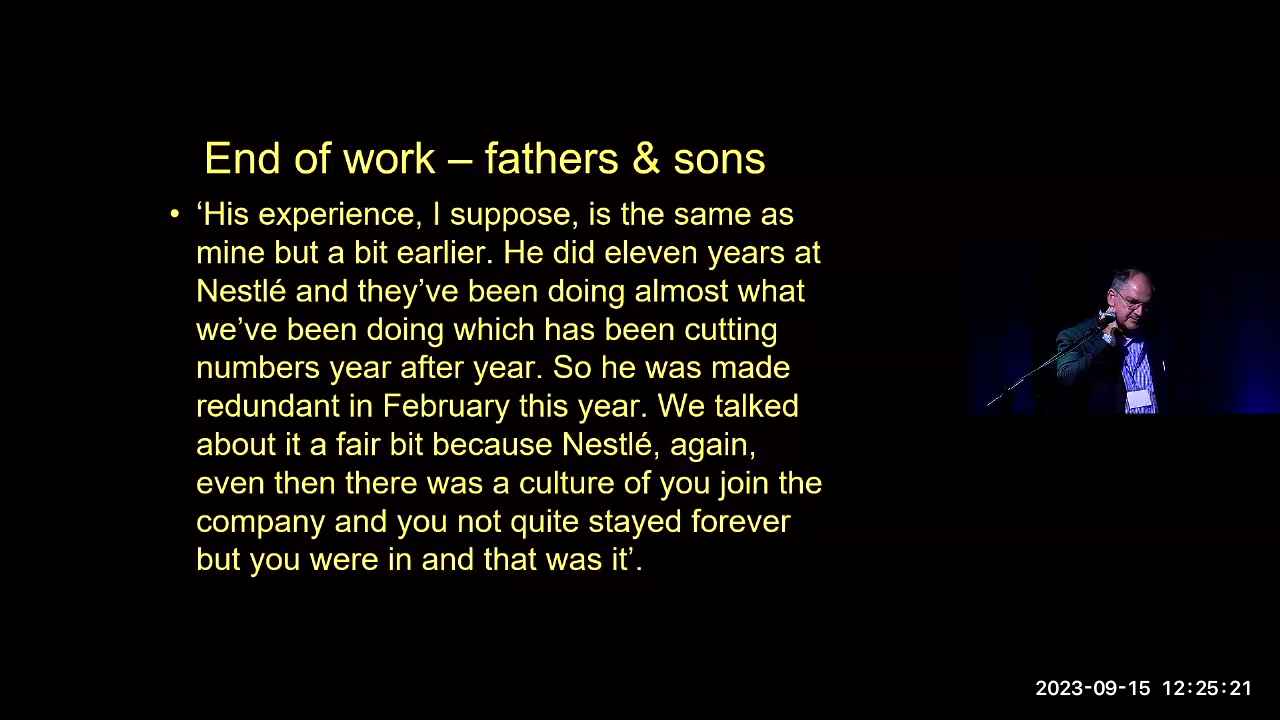 End of work – fathers & sons
• ‘His experience, I suppose, is the same as
mine but a bit earlier. He did eleven years at
Nestlé and they’ve been doing almost what
we’ve been doing which has been cutting
numbers year after year. So he was made
redundant in February this year. We talked
about it a fair bit because Nestlé, again,
even then there was a culture of you join the
company and you not quite stayed forever
but you were in and that was it’.
2023-09-15 12:25:21